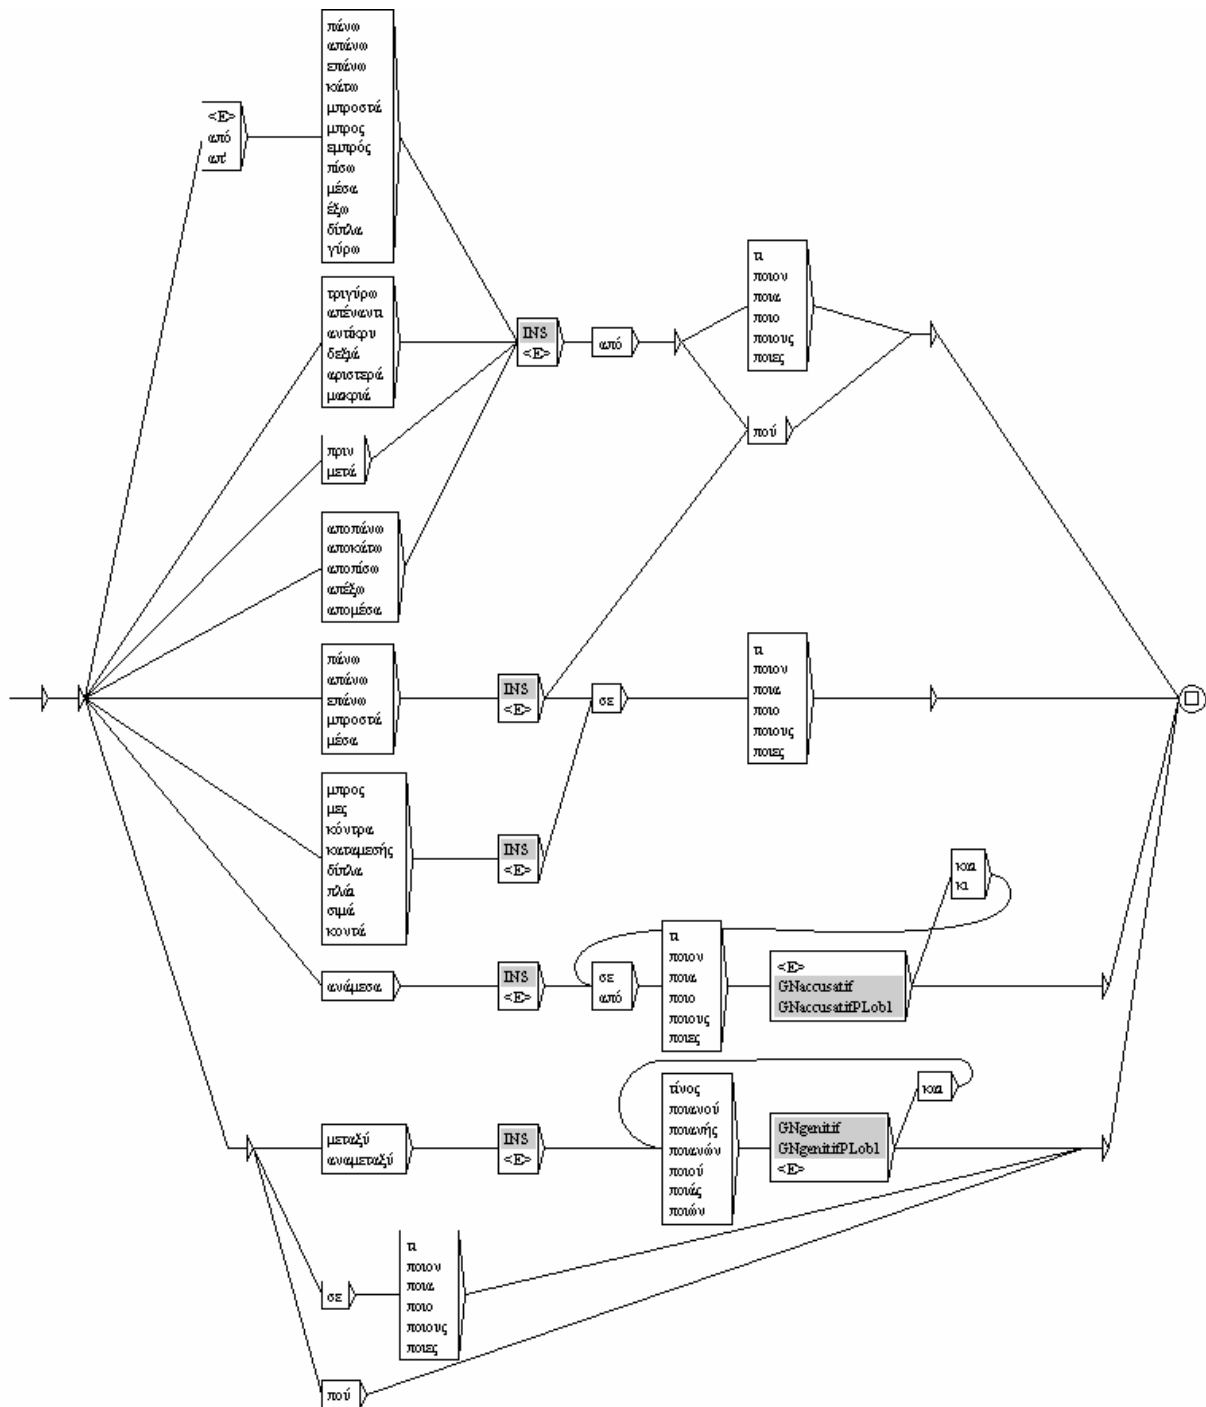 πάνω
απάνω
επάνω
κάτω
μπροστά
μπρος
εμπρός
πίσω
μέσα
έξω
δίπλα
γύρω
<E>
από
απ'
τριγύρω
απέναντι
αντίκρυ
δεξιά
αριστερά
μακριά
INS
<E>
από
τι
ποιον
ποια
ποιο
ποιους
ποιες
πού
πριν
μετά
αποπάνω
αποκάτω
αποπίσω
απέξω
απομέσα
πάνω
απάνω
επάνω
μπροστά
μέσα
INS
<E>
σε
τι
ποιον
ποια
ποιο
ποιους
ποιες
μπρος
μες
κόντρα
καταμεσής
δίπλα
πλάι
σιμά
κοντά
INS
<E>
και
κι
ανάμεσα
INS
<E>
σε
από
τι
ποιον
ποια
ποιο
ποιους
ποιες
<E>
GNaccusatif
GNaccusatifPLobl
μεταξύ
αναμεταξύ
INS
<E>
τίνος
ποιανού
ποιανής
ποιανών
ποιού
ποιάς
ποιών
GNgenitif
GNgenitifPLobl
<E>
και
σε
τι
ποιον
ποια
ποιο
ποιους
ποιες
πού